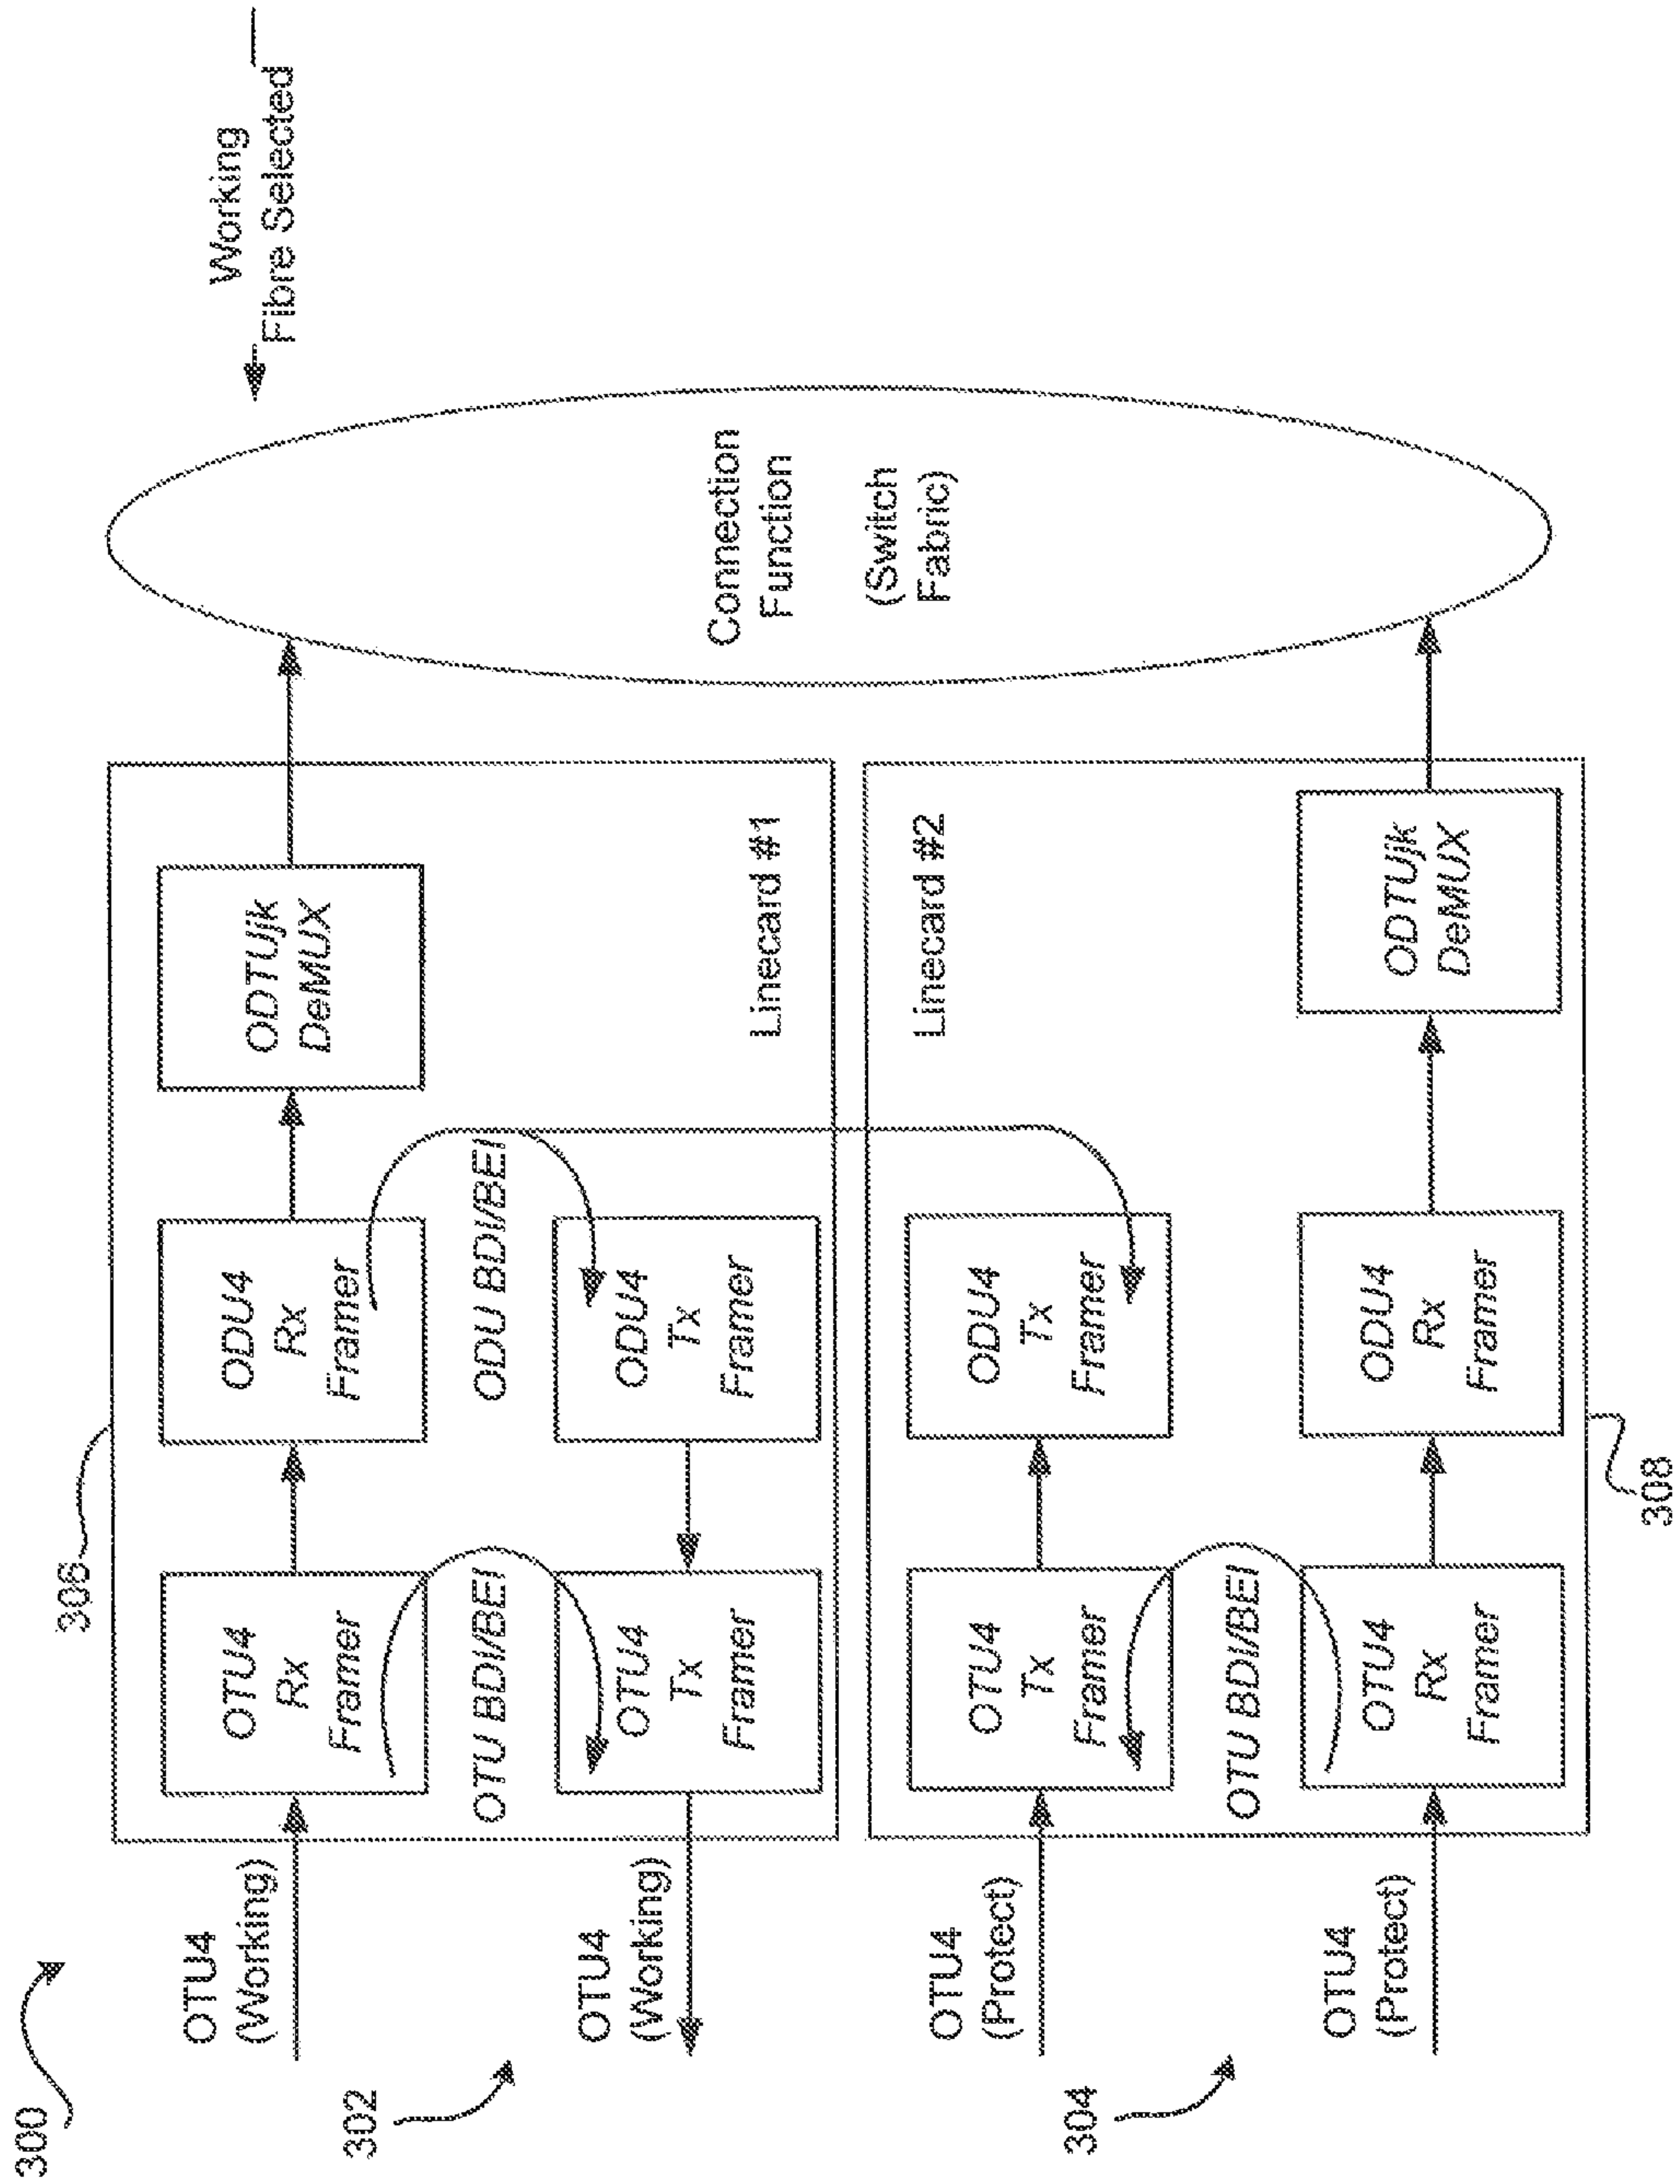 300
302
304
306
308
Working
Fibre Selected
OTU4
(Working)
OTU4
Rx
Framer
ODU4
Rx
Framer
ODTUjk
DeMUX
OTU BDI/BEI
ODU BDI/BEI
OTU4
(Working)
OTU4
Tx
Framer
ODU4
Tx
Framer
Linecard #1
Connection
Function
(Switch
Fabric)
Linecard #2
OTU4
(Protect)
OTU4
Tx
Framer
ODU4
Tx
Framer
OTU BDI/BEI
OTU4
(Protect)
OTU4
Rx
Framer
ODU4
Rx
Framer
ODTUjk
DeMUX